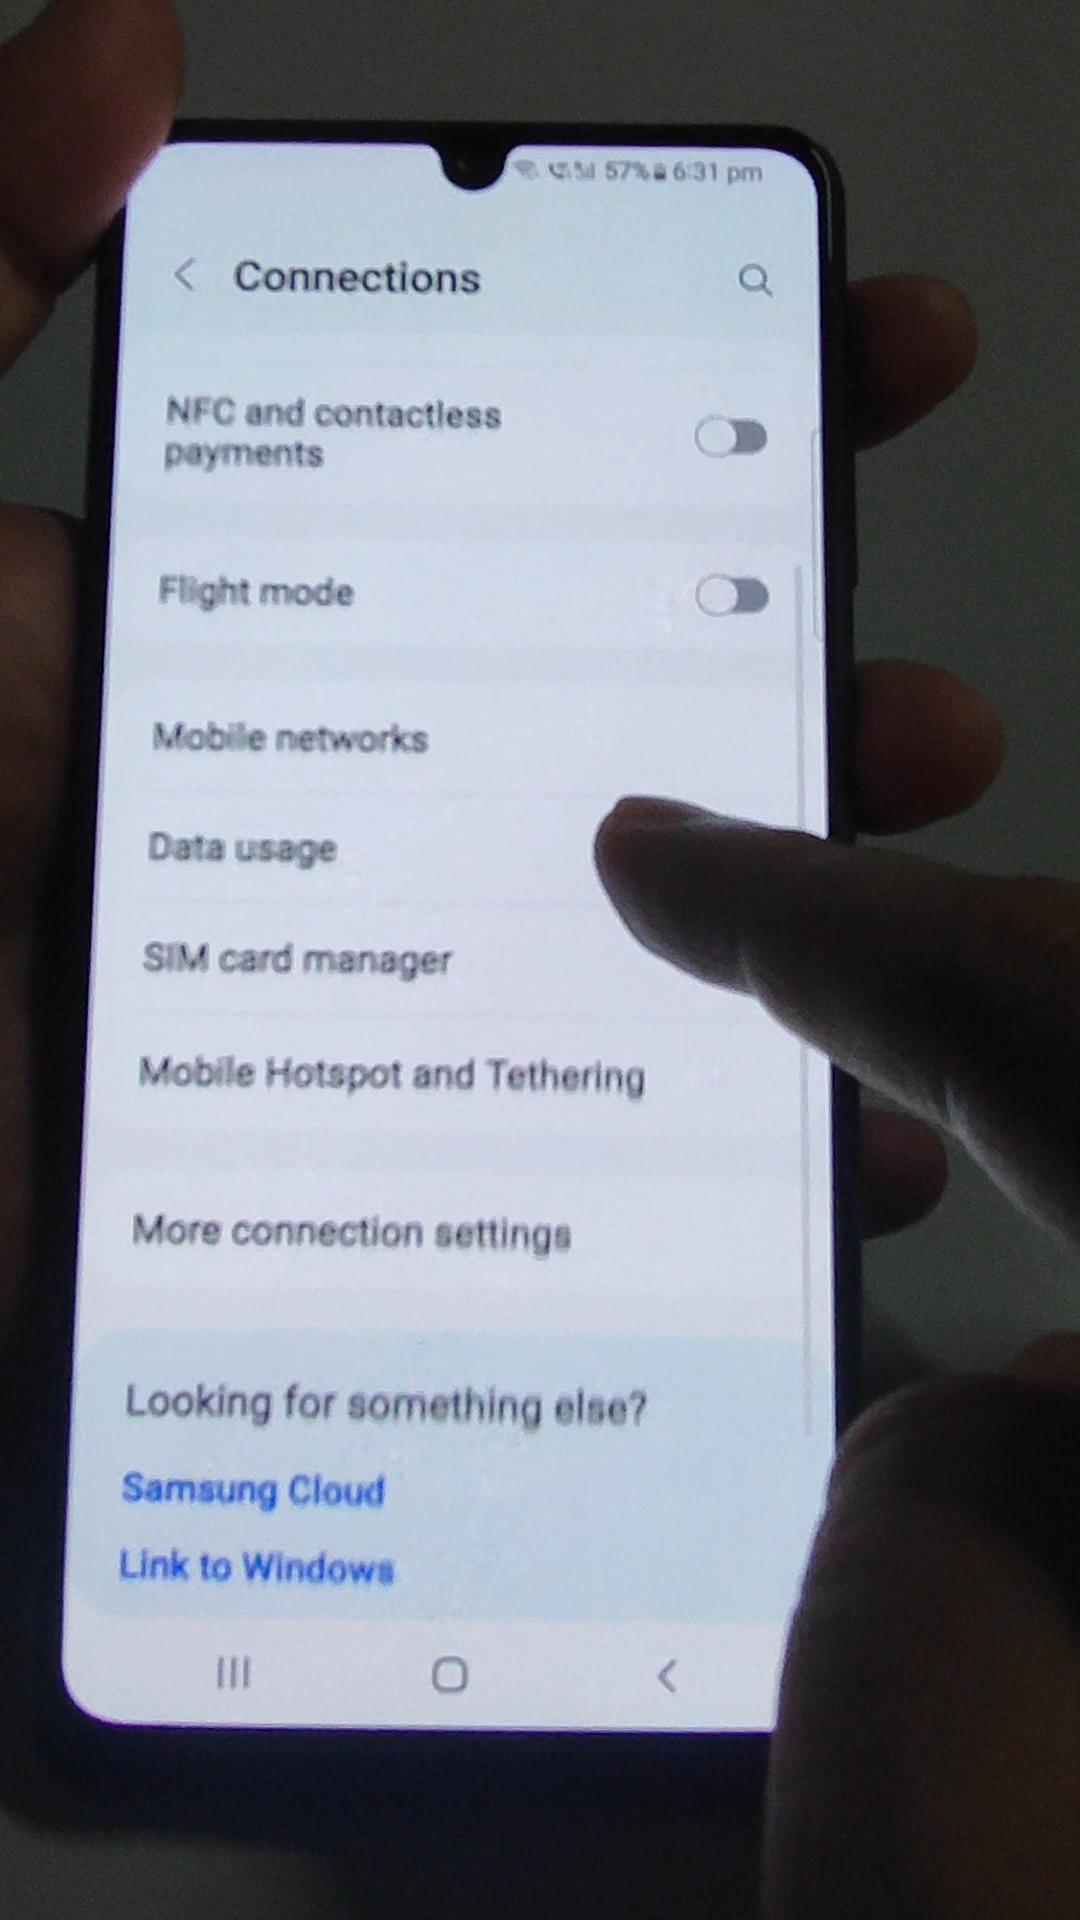 57% 6:31 pm
Connections
NFC and contactless
payments
Flight mode
Mobile networks
Data usage
SIM card manager
Mobile Hotspot and Tethering
More connection settings
Looking for something else?
Samsung Cloud
Link to Windows